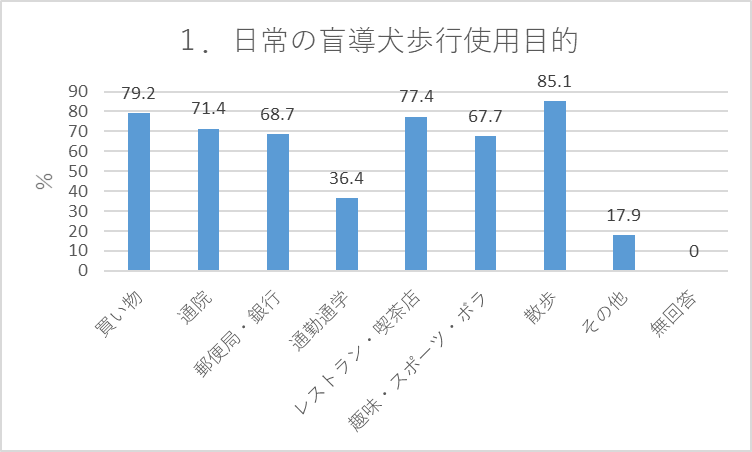 1．日常の盲導犬歩行使用目的
%
90
80
70
60
50
40
30
20
10
0
79.2
71.4
68.7
36.4
77.4
67.7
85.1
17.9
0
買い物
通院
郵便局・銀行
通勤通学
レストラン・喫茶店
趣味・スポーツ・ボラ
散歩
その他
無回答